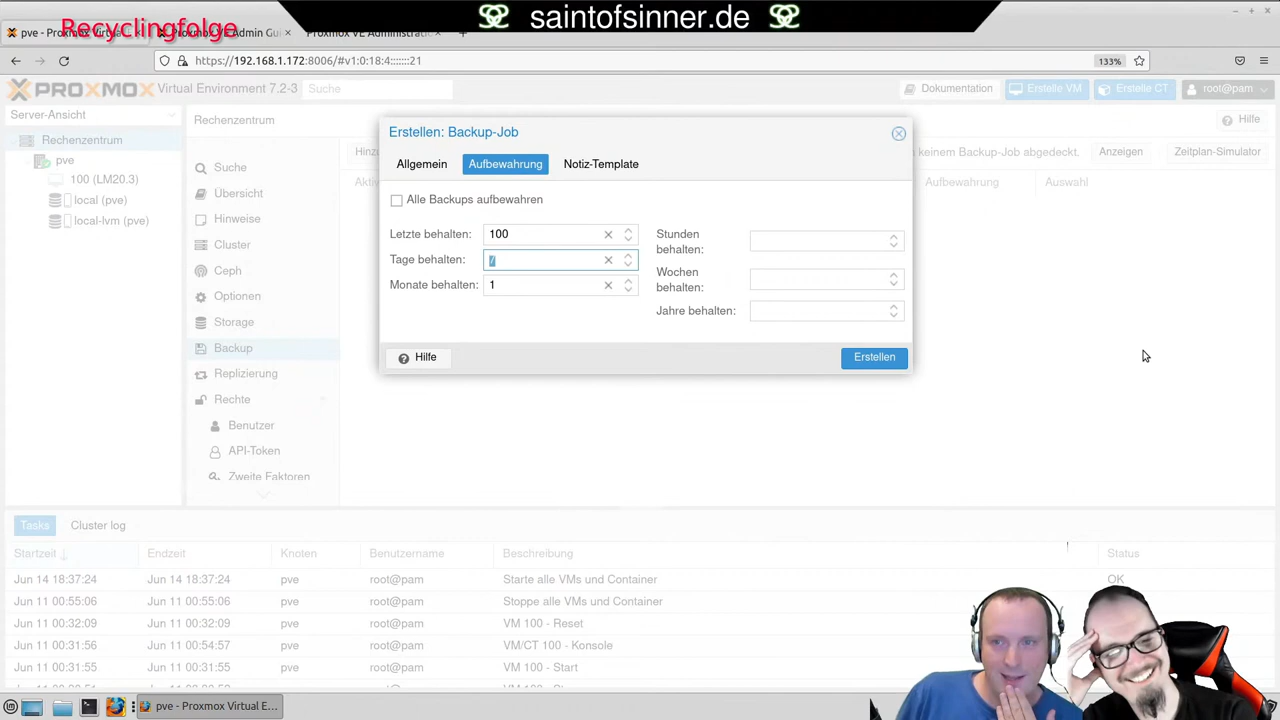 saintofsinner.de
Recyclingfolge
pve - Proxmox Virtual
Proxmox VE Admin Gui
Proxmox VE Administrati
https://192.168.1.172:8006/#v1:0:18:4:::::::21
133%
PROXMOX Virtual Environment 7.2-3
Suche
Dokumentation
Erstelle VM
Erstelle CT
root@pam
Server-Ansicht
Rechenzentrum
pve
100 (LM20.3)
local (pve)
local-lvm (pve)
Rechenzentrum
Hilfe
Suche
Übersicht
Hinweise
Cluster
Ceph
Optionen
Storage
Backup
Replizierung
Rechte
Benutzer
API-Token
Zweite Faktoren
Hinzu
keinem Backup-Job abgedeckt.
Anzeigen
Zeitplan-Simulator
Aktiv
Aufbewahrung
Auswahl
Erstellen: Backup-Job
Allgemein
Aufbewahrung
Notiz-Template
Alle Backups aufbewahren
Letzte behalten: 100
Tage behalten:
Monate behalten: 1
Stunden
behalten:
Wochen
behalten:
Jahre behalten:
Hilfe
Erstellen
Tasks
Cluster log
Startzeit Endzeit Knoten Benutzername Beschreibung Status
Jun 14 18:37:24 Jun 14 18:37:24 pve root@pam Starte alle VMs und Container OK
Jun 11 00:55:06 Jun 11 00:55:06 pve root@pam Stoppe alle VMs und Container
Jun 11 00:32:09 Jun 11 00:32:09 pve root@pam VM 100 - Reset
Jun 11 00:31:56 Jun 11 00:54:57 pve root@pam VM/CT 100 - Konsole
Jun 11 00:31:55 Jun 11 00:31:55 pve root@pam VM 100 - Start
pve - Proxmox Virtual E...